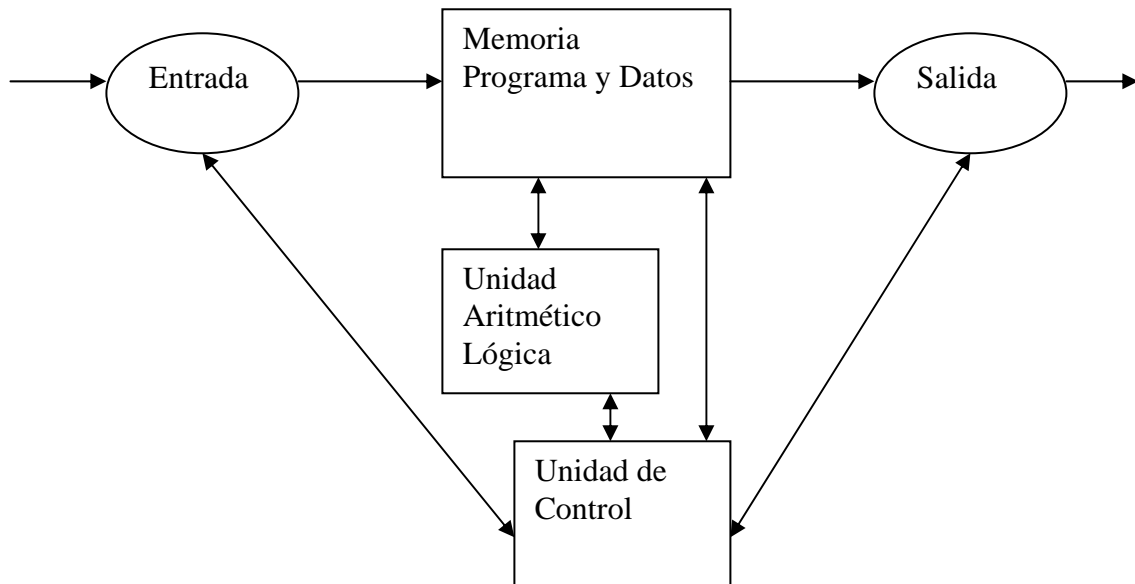 Entrada
Memoria
Programa y Datos
Salida
Unidad
Aritmético
Lógica
Unidad de
Control